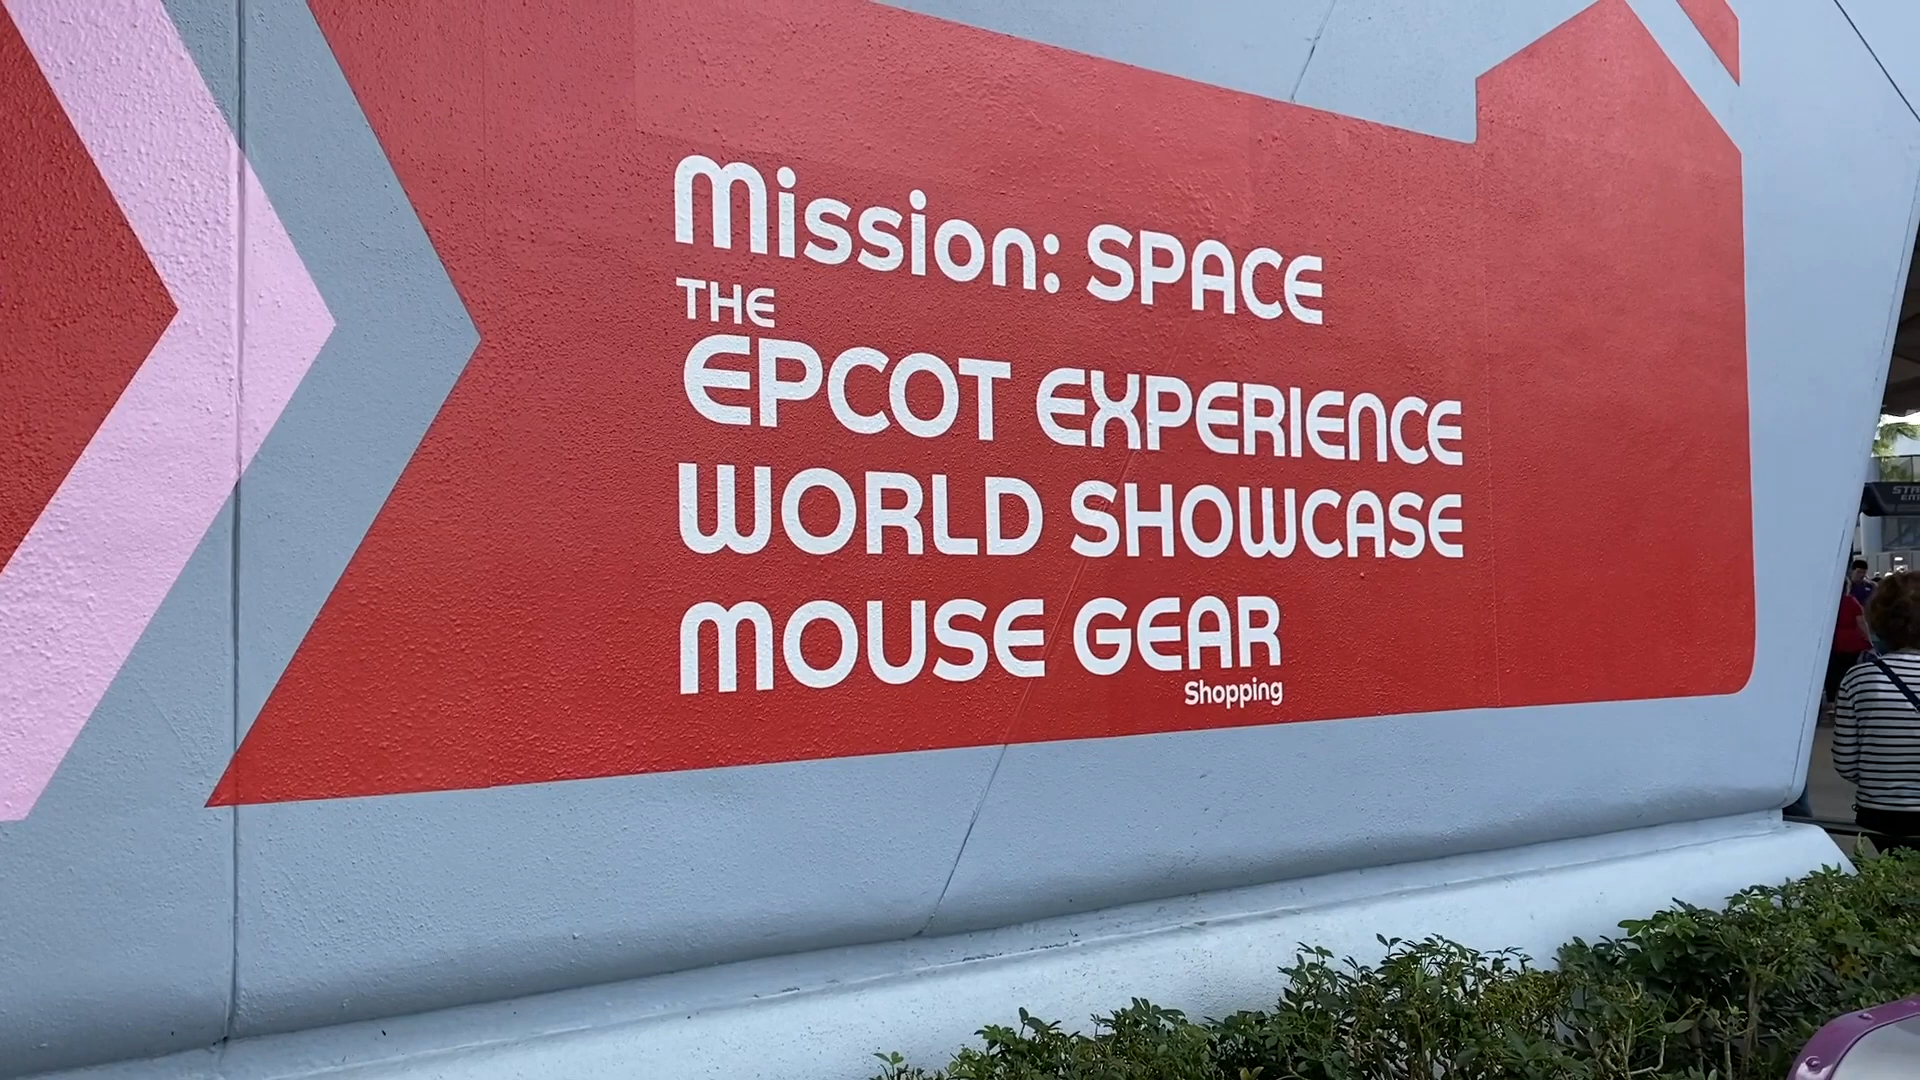 Mission: SPACE
THE
EPCOT EXPERIENCE
WORLD SHOWCASE
MOUSE GEAR
Shopping